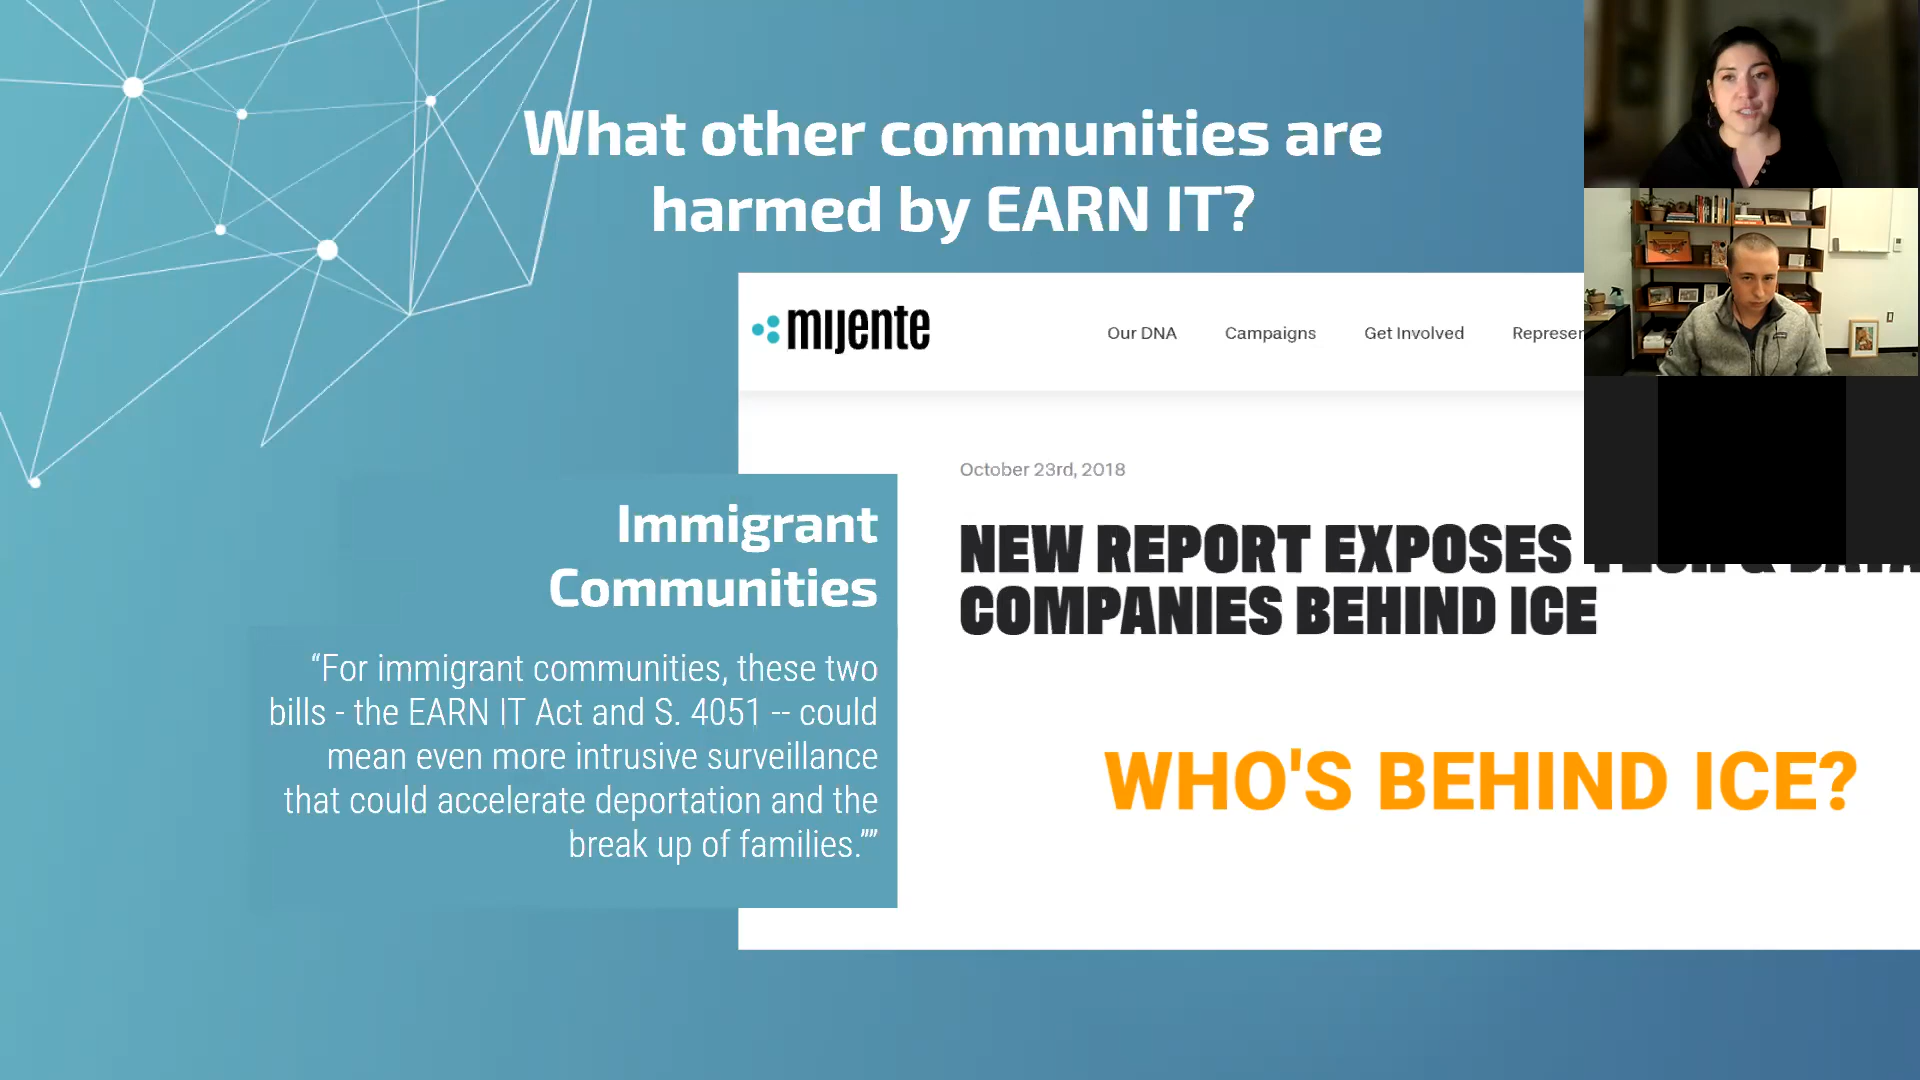 What other communities are
harmed by EARN IT?
mijente
Our DNA Campaigns Get Involved
October 23rd, 2018
NEW REPORT EXPOSES
COMPANIES BEHIND ICE
WHO'S BEHIND ICE?
Immigrant
Communities
“For immigrant communities, these two
bills - the EARN IT Act and S. 4051 -- could
mean even more intrusive surveillance
that could accelerate deportation and the
break up of families.””